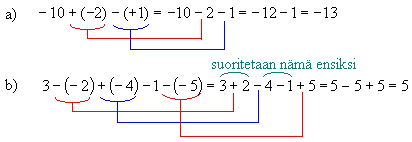 a) −10 + (−2) − (+1) = −10 − 2 − 1 = −12 − 1 = −13
suoritetaan nämä ensiksi
b) 3 − (− 2) + (− 4) − 1 − (− 5) = 3 + 2 − 4 − 1 + 5 = 5 − 5 + 5 = 5